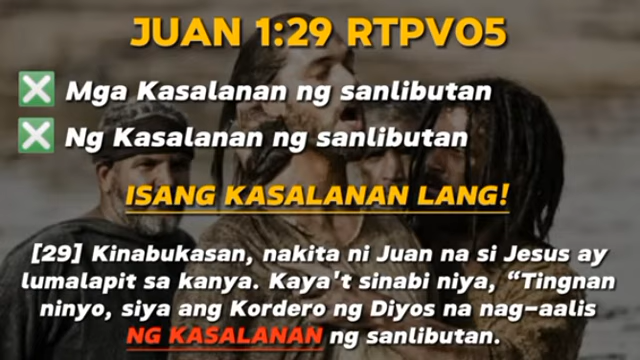 JUAN 1:29 RTPV05
❎ Mga Kasalanan ng sanlibutan
❎ Ng Kasalanan ng sanlibutan
ISANG KASALANAN LANG!
[29] Kinabukasan, nakita ni Juan na si Jesus ay
lumalapit sa kanya. Kaya't sinabi niya, “Tingnan
ninyo, siya ang Kordero ng Diyos na nag-aalis
NG KASALANAN ng sanlibutan.